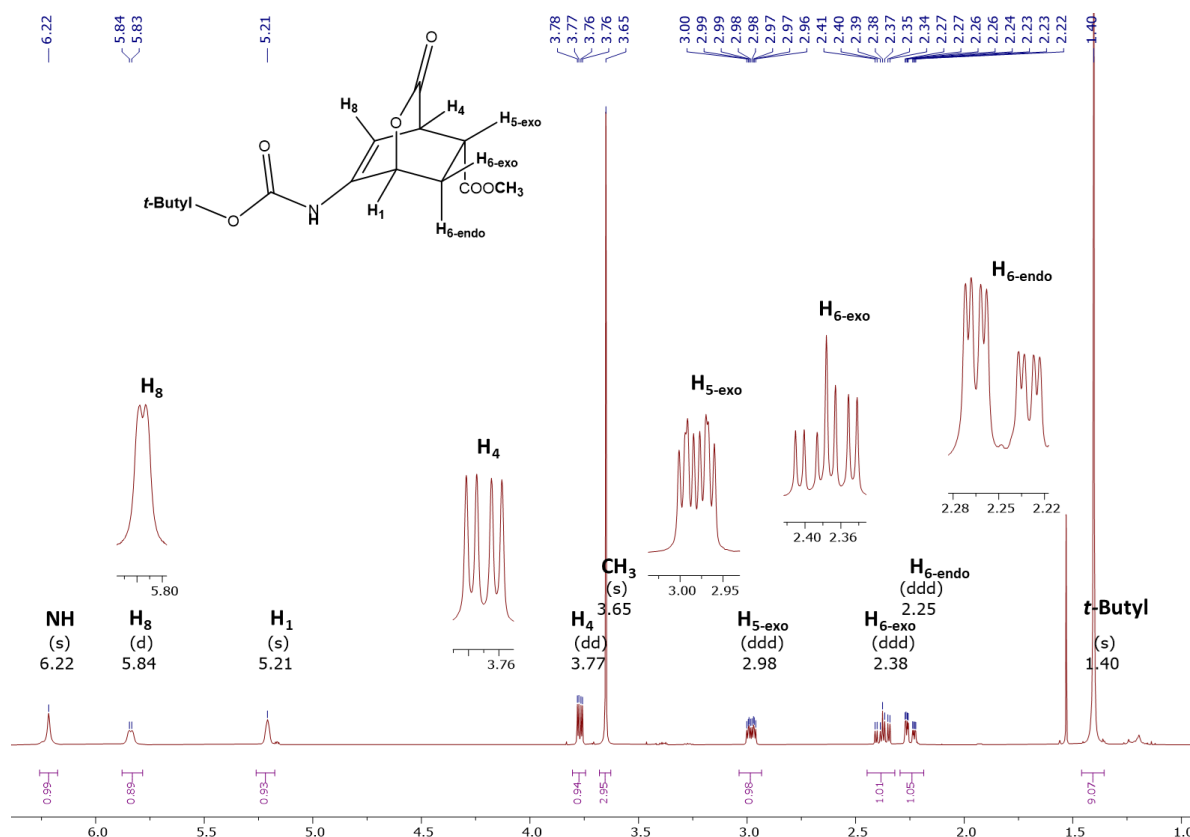 6.22
5.84
5.83
5.21
3.78
3.77
3.76
3.76
3.65
3.00
2.99
2.99
2.98
2.98
2.97
2.97
2.96
2.41
2.40
2.39
2.38
2.37
2.35
2.34
2.27
2.27
2.26
2.26
2.24
2.23
2.23
2.22
1.40
O
H8
O
H4
H5-exo
O
H6-exo
COOCH3
t-Butyl
O
N
H
H1
H6-endo
H8
5.80
H4
3.76
H5-exo
3.00 2.95
H6-exo
2.40 2.36
H6-endo
2.28 2.25 2.22
NH
(s)
6.22
H8
(d)
5.84
H1
(s)
5.21
H4
(dd)
3.77
CH3
(s)
3.65
H5-exo
(ddd)
2.98
H6-exo
(ddd)
2.38
H6-endo
(ddd)
2.25
t-Butyl
(s)
1.40
0.99
0.89
0.93
0.94
2.95
0.98
1.01
1.05
9.07
6.0 5.5 5.0 4.5 4.0 3.5 3.0 2.5 2.0 1.5 1.0